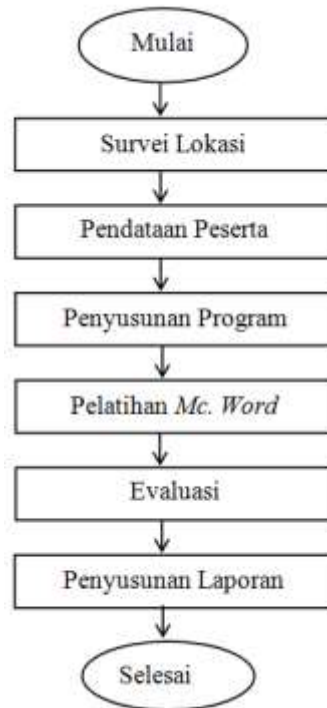 Mulai
Survei Lokasi
Pendataan Peserta
Penyusunan Program
Pelatihan Mc. Word
Evaluasi
Penyusunan Laporan
Selesai